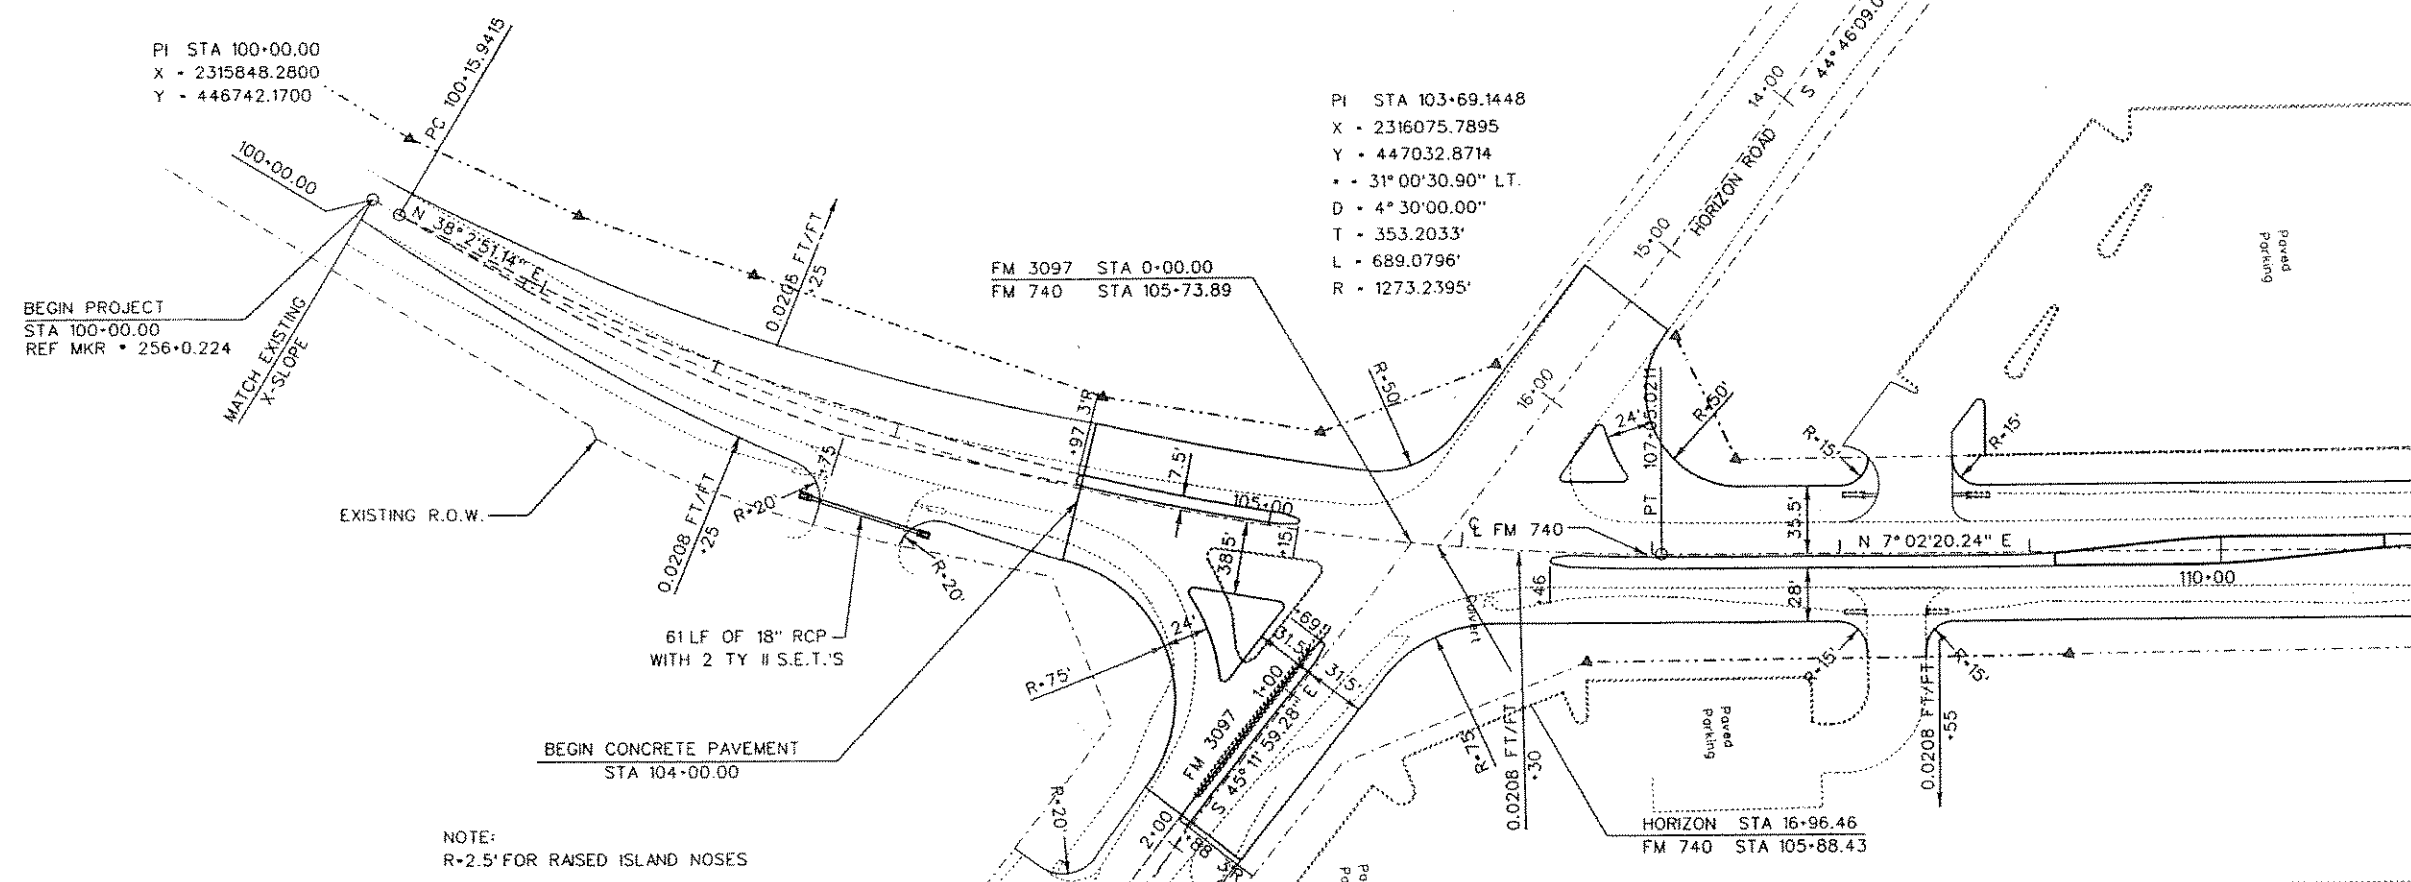 PI STA 100+00.00
X - 2315848.2800
Y - 446742.1700
PC 100+15.9415
100+00.00
N 38° 2'51.14" E
BEGIN PROJECT
STA 100+00.00
REF MKR • 256+0.224
MATCH EXISTING
X-SLOPE
EXISTING R.O.W.
0.0208 FT/FT
+25
0.0208 FT/FT
+25
+75
R-20'
R-20'
61 LF OF 18" RCP
WITH 2 TY II S.E.T.'S
BEGIN CONCRETE PAVEMENT
STA 104+00.00
NOTE:
R-2.5' FOR RAISED ISLAND NOSES
FM 3097 STA 0+00.00
FM 740 STA 105+73.89
PI STA 103+69.1448
X - 2316075.7895
Y - 447032.8714
- 31° 00'30.90" LT.
D - 4° 30'00.00"
T - 353.2033'
L - 689.0796'
R - 1273.2395'
7.5'
105+00
+15
38.5'
24'
R-75'
R-20'
31.5'
31.5'
1+00
FM 3097
S 45° 11' 59.28" E
2+00
+88
R-50'
14+00
HORIZON ROAD
15+00
16+00
24'
R-50'
R-15'
R-15'
℄ FM 740
N 7° 02'20.24" E
35.5'
28'
+46
110+00
Culvert
R-75'
0.0208 FT/FT
+30
R-15'
R-15'
0.0208 FT/FT
+55
Paved
Parking
Paved
Parking
HORIZON STA 16+96.46
FM 740 STA 105+88.43